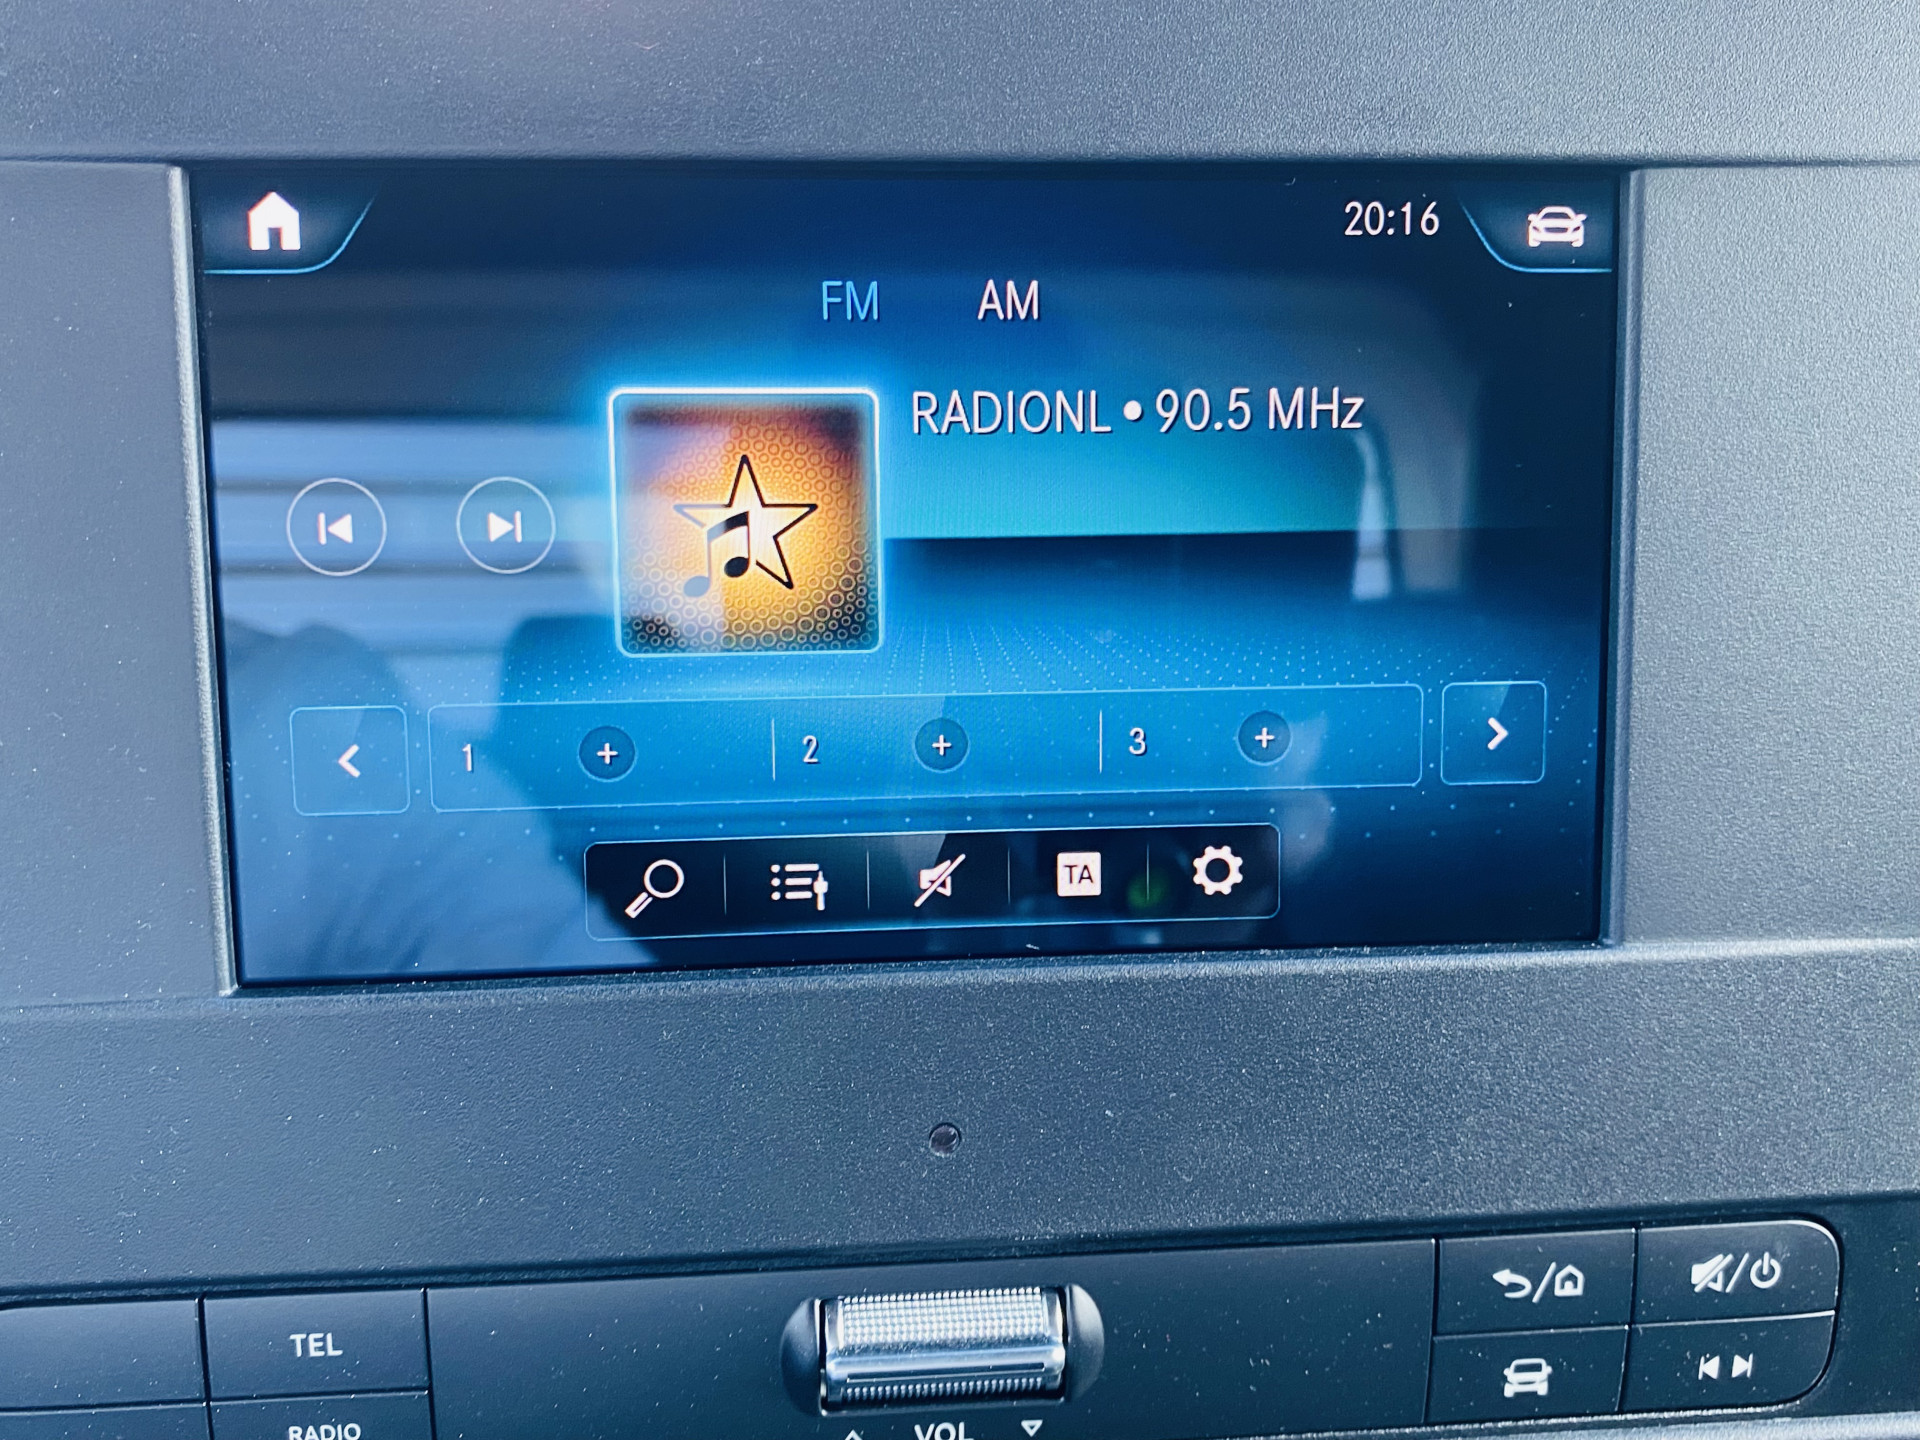 20:16
FM AM
RADIONL • 90.5 MHz
1 + 2 + 3 +
TA
TEL
RADIO
VOL